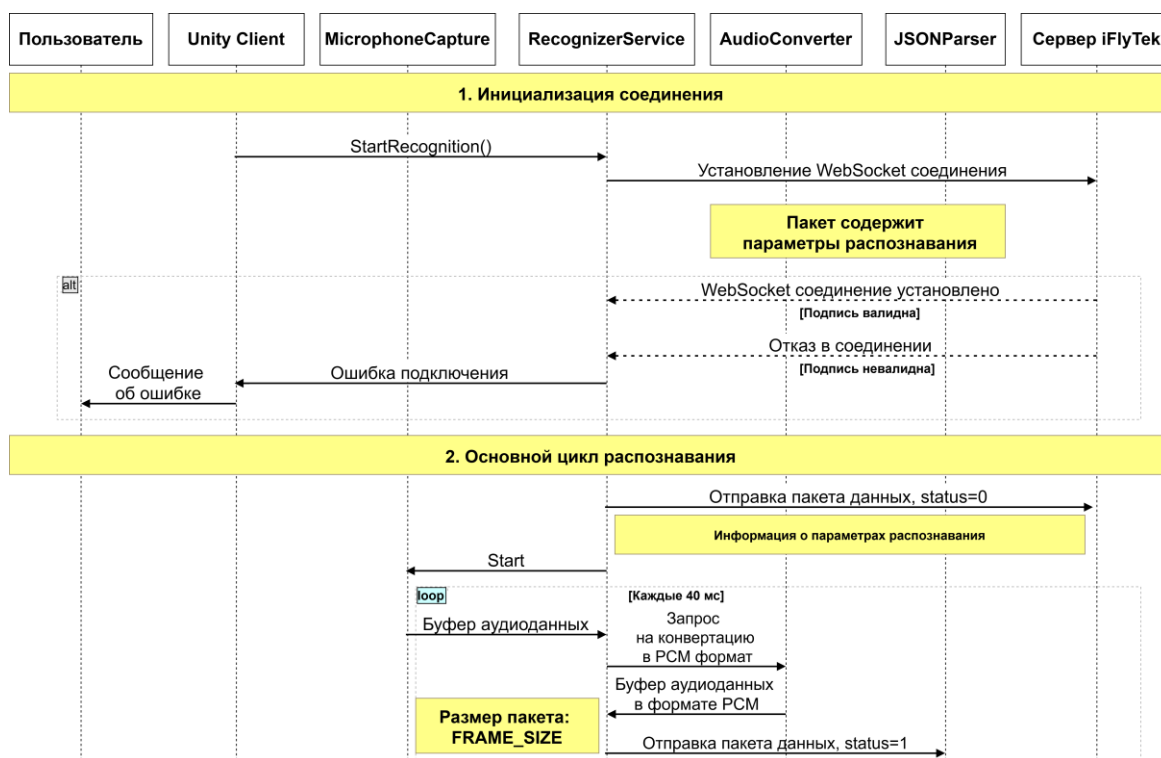 Пользователь
Unity Client
MicrophoneCapture
RecognizerService
AudioConverter
JSONParser
Сервер iFlyTek
1. Инициализация соединения
StartRecognition()
Установление WebSocket соединения
Пакет содержит
параметры распознавания
alt
WebSocket соединение установлено
[Подпись валидна]
Отказ в соединении
[Подпись невалидна]
Ошибка подключения
Сообщение
об ошибке
2. Основной цикл распознавания
Отправка пакета данных, status=0
Информация о параметрах распознавания
Start
loop
[Каждые 40 мс]
Буфер аудиоданных
Запрос
на конвертацию
в PCM формат
Буфер аудиоданных
в формате PCM
Размер пакета:
FRAME_SIZE
Отправка пакета данных, status=1